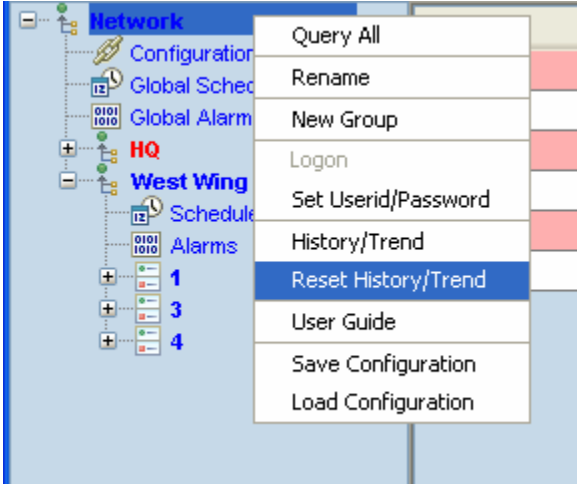 Network
Configuration
Global Sched
Global Alarm
HQ
West Wing
Schedule
Alarms
1
3
4
Query All
Rename
New Group
Logon
Set Userid/Password
History/Trend
Reset History/Trend
User Guide
Save Configuration
Load Configuration